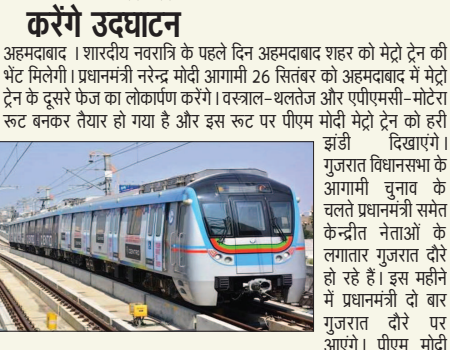 करेंगे उदघाटन
अहमदाबाद । शारदीय नवरात्रि के पहले दिन अहमदाबाद शहर को मेट्रो ट्रेन की
भेंट मिलेगी। प्रधानमंत्री नरेन्द्र मोदी आगामी 26 सितंबर को अहमदाबाद में मेट्रो
ट्रेन के दूसरे फेज का लोकार्पण करेंगे। वस्त्राल-थलतेज और एपीएमसी-मोटेरा
रूट बनकर तैयार हो गया है और इस रूट पर पीएम मोदी मेट्रो ट्रेन को हरी
झंडी दिखाएंगे।
गुजरात विधानसभा के
आगामी चुनाव के
चलते प्रधानमंत्री समेत
केन्द्रीत नेताओं के
लगातार गुजरात दौरे
हो रहे हैं। इस महीने
में प्रधानमंत्री दो बार
गुजरात दौरे पर
आएंगे। पीएम मोदी